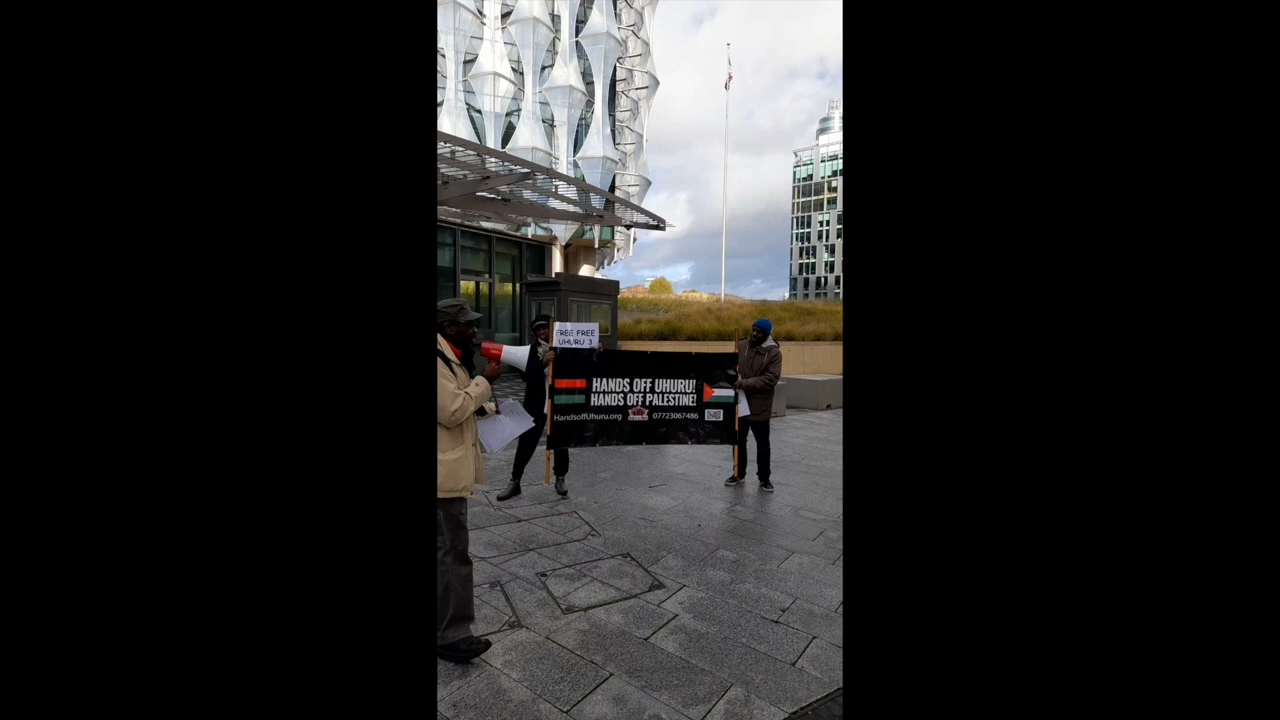 FREE FREE
UHURU 3
HANDS OFF UHURU!
HANDS OFF PALESTINE!
HandsoffUhuru.org 07723067486